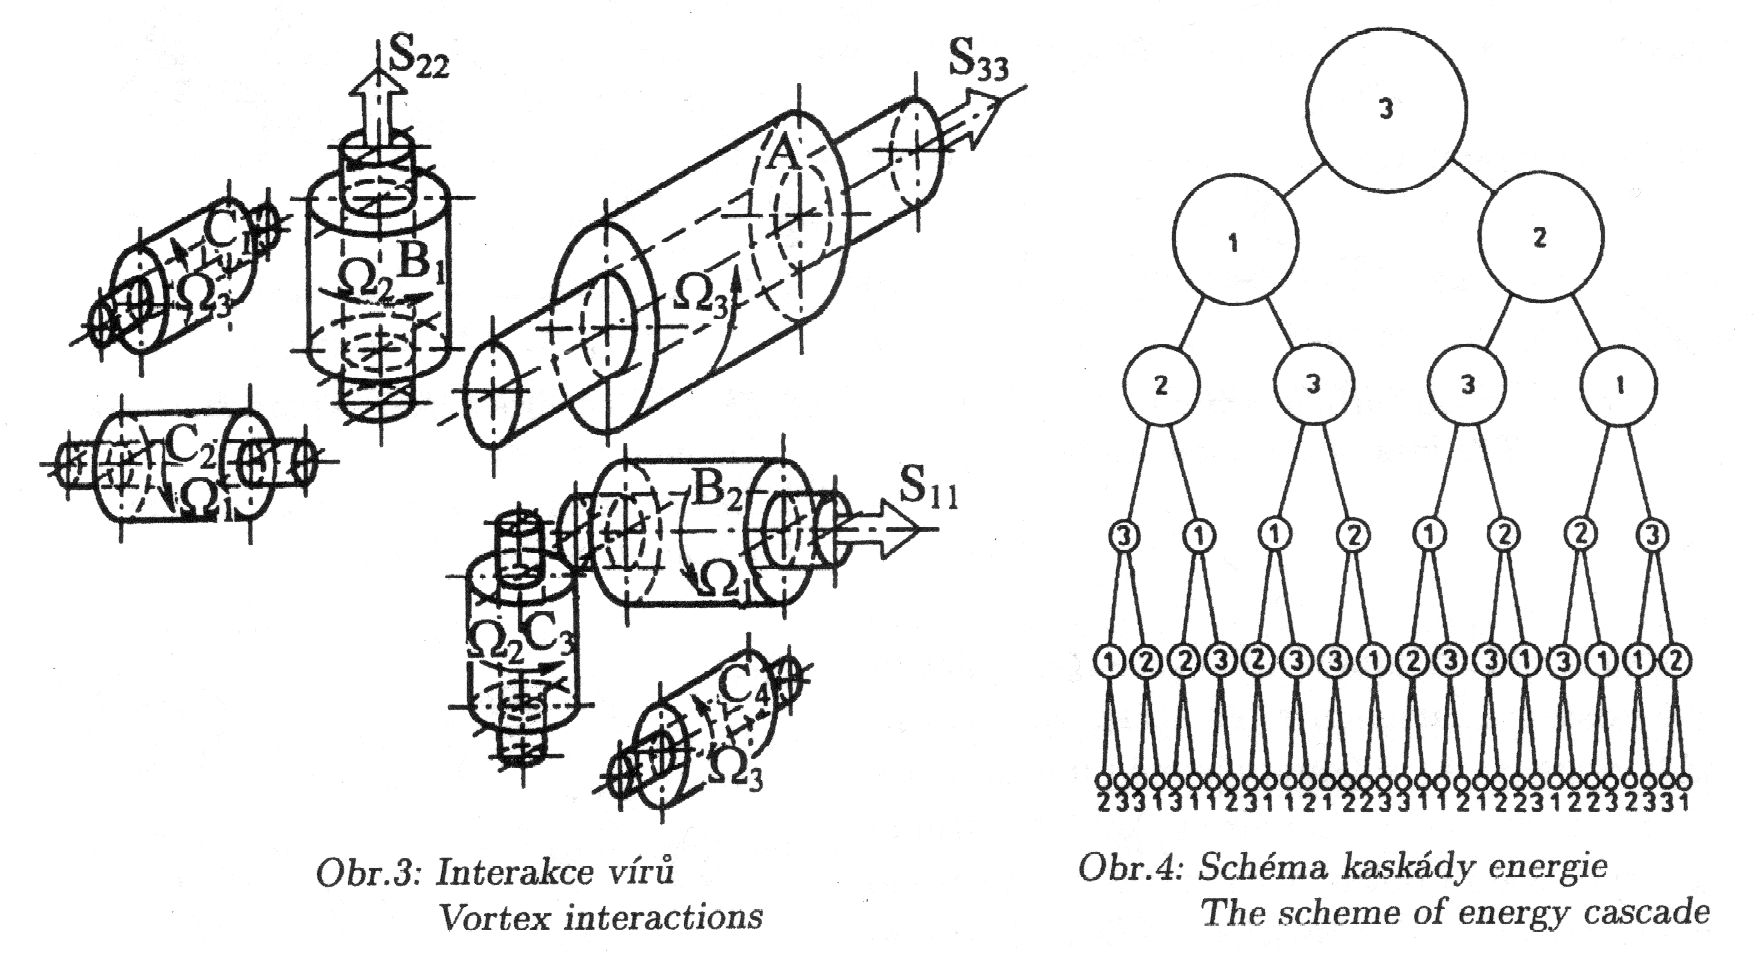 S22
S33
A
C1
Ω3
B1
Ω2
Ω3
C2
Ω1
B2
S11
Ω1
Ω2
C3
C4
Ω3
Obr.3: Interakce vírů
Vortex interactions
3
1 2
2 3 3 1
3 1 1 2 1 2 2 3
1 2 2 3 2 3 3 1 2 3 3 1 3 1 1 2
2 3 3 1 3 1 1 2 3 1 1 2 1 2 2 3 3 1 1 2 1 2 2 3 1 2 2 3 2 3 3 1
Obr.4: Schéma kaskády energie
The scheme of energy cascade